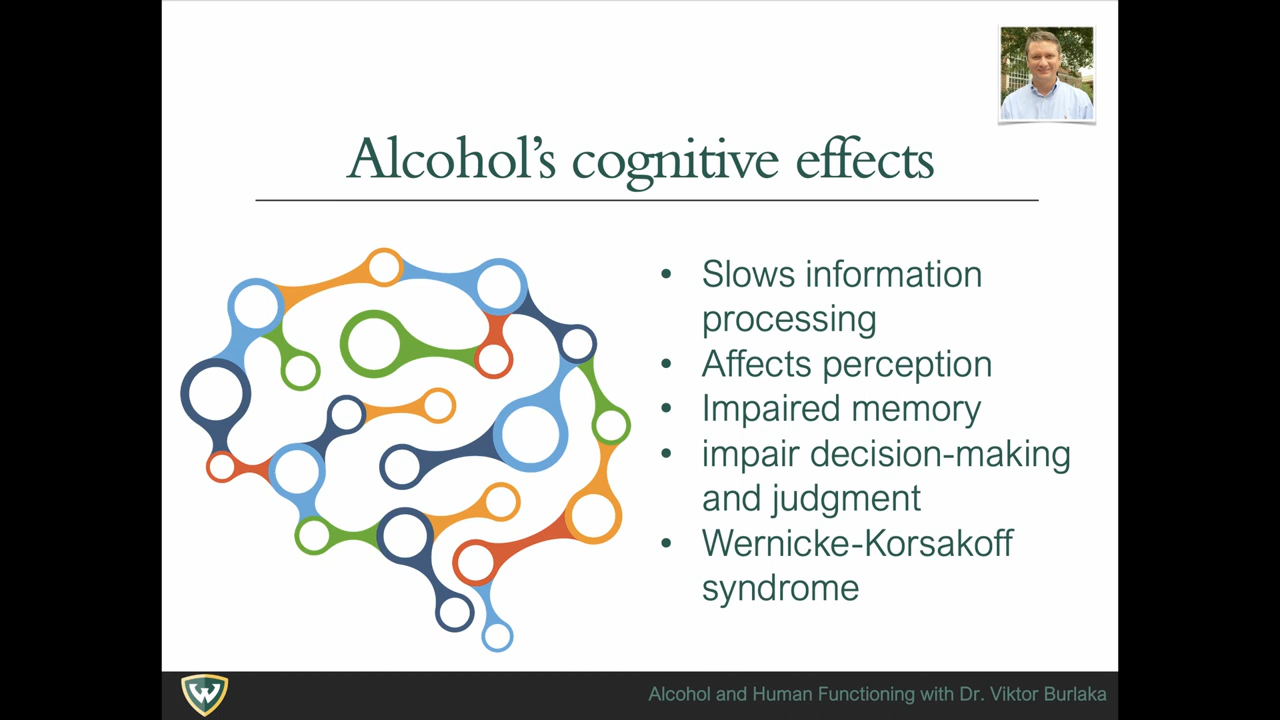 Alcohol’s cognitive effects
• Slows information
processing
• Affects perception
• Impaired memory
• impair decision-making
and judgment
• Wernicke-Korsakoff
syndrome
W
Alcohol and Human Functioning with Dr. Viktor Burlaka